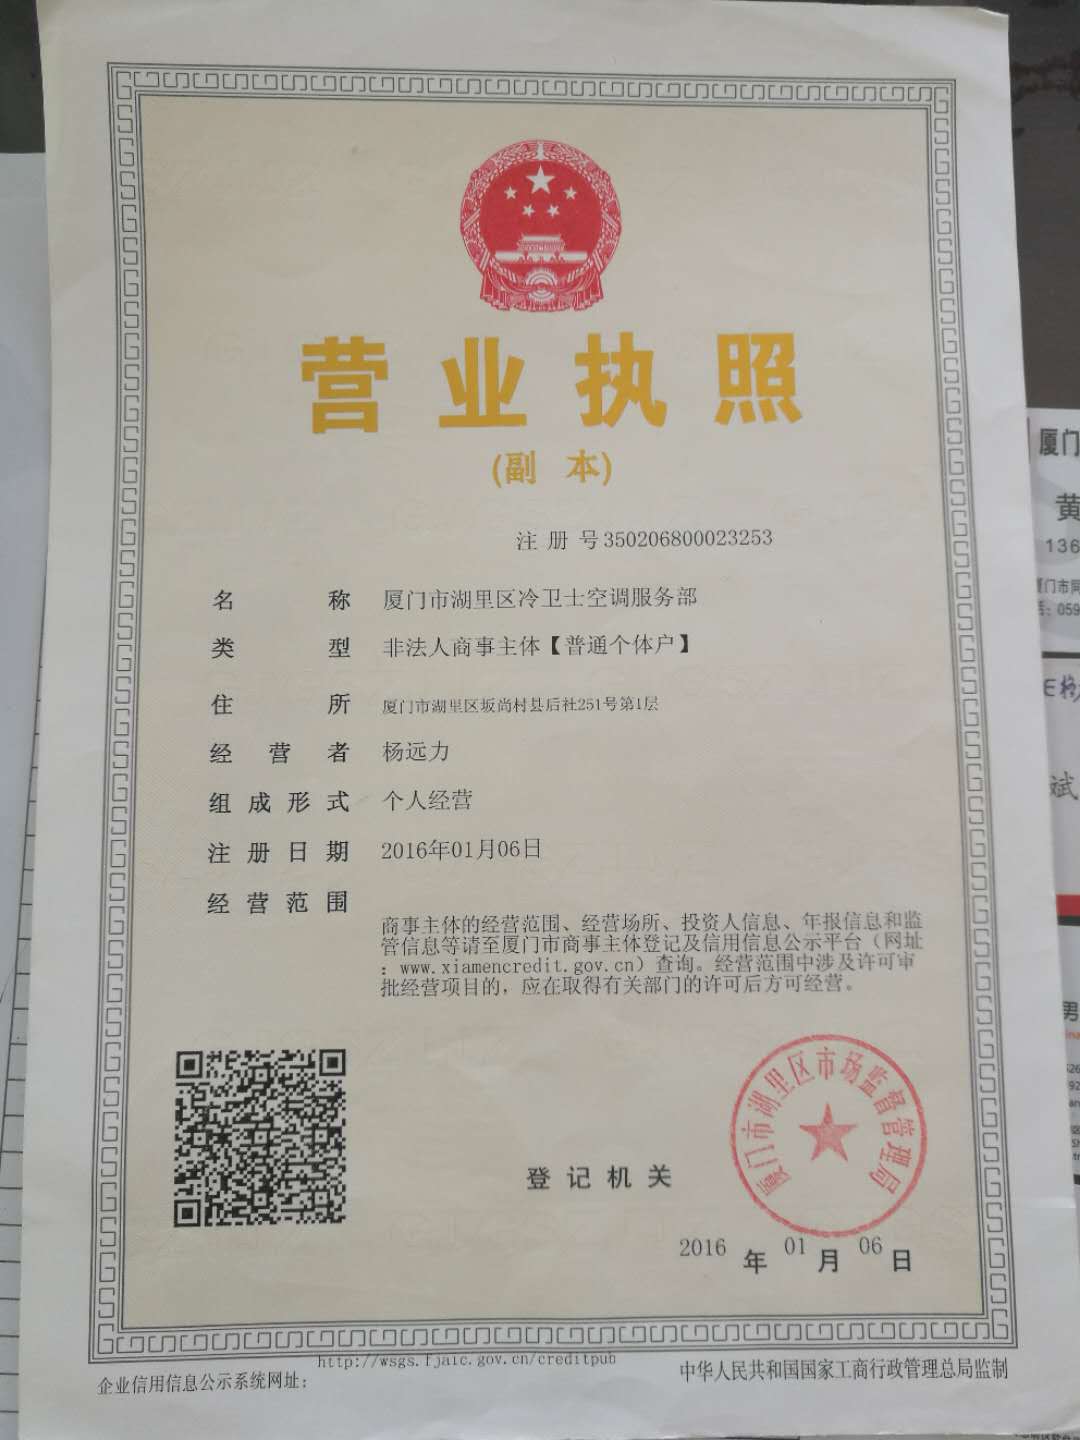 营业执照
(副 本)
注 册 号350206800023253
名 称 厦门市湖里区冷卫士空调服务部
类 型 非法人商事主体【普通个体户】
住 所 厦门市湖里区坂尚村县后社251号第1层
经 营 者 杨远力
组 成 形 式 个人经营
注 册 日 期 2016年01月06日
经 营 范 围
商事主体的经营范围、经营场所、投资人信息、年报信息和监
管信息等请至厦门市商事主体登记及信用信息公示平台（网址
：www.xiamencredit.gov.cn）查询。经营范围中涉及许可审
批经营项目的，应在取得有关部门的许可后方可经营。
厦门市湖里区市场监督管理局
登 记 机 关
2016 年 01 月 06 日
http://wsgs.fjaic.gov.cn/creditpub
企业信用信息公示系统网址：
中华人民共和国国家工商行政管理总局监制
厦门
黄
136
厦门市同
059
斌
男